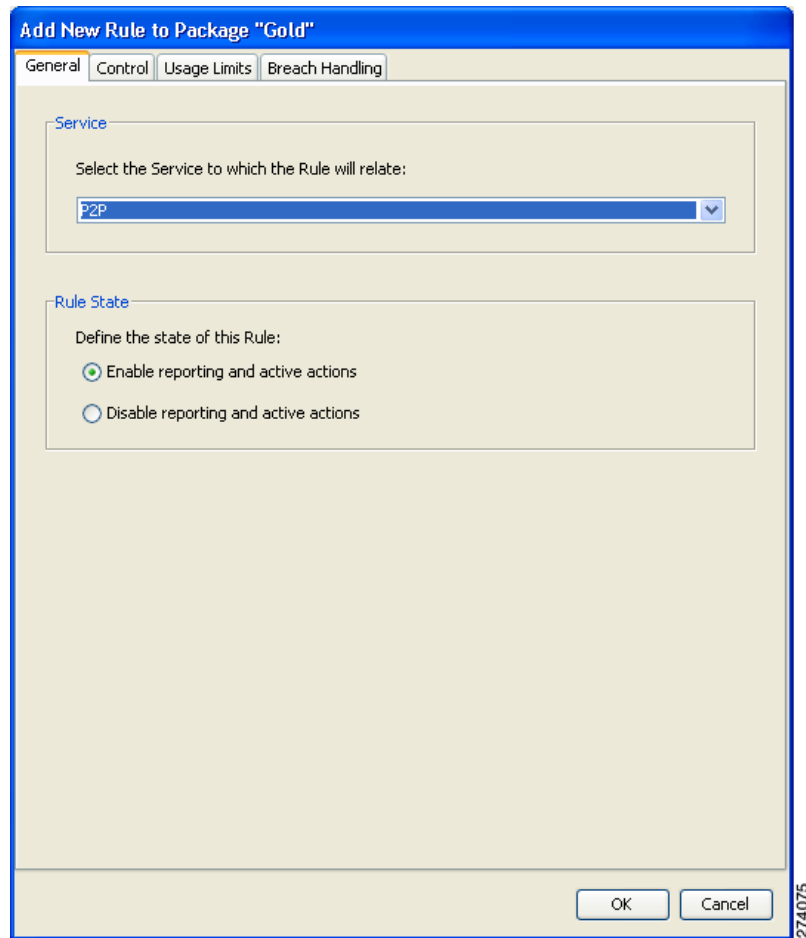 Add New Rule to Package "Gold"
General Control Usage Limits Breach Handling
Service
Select the Service to which the Rule will relate:
P2P
Rule State
Define the state of this Rule:
Enable reporting and active actions
Disable reporting and active actions
OK Cancel
274075